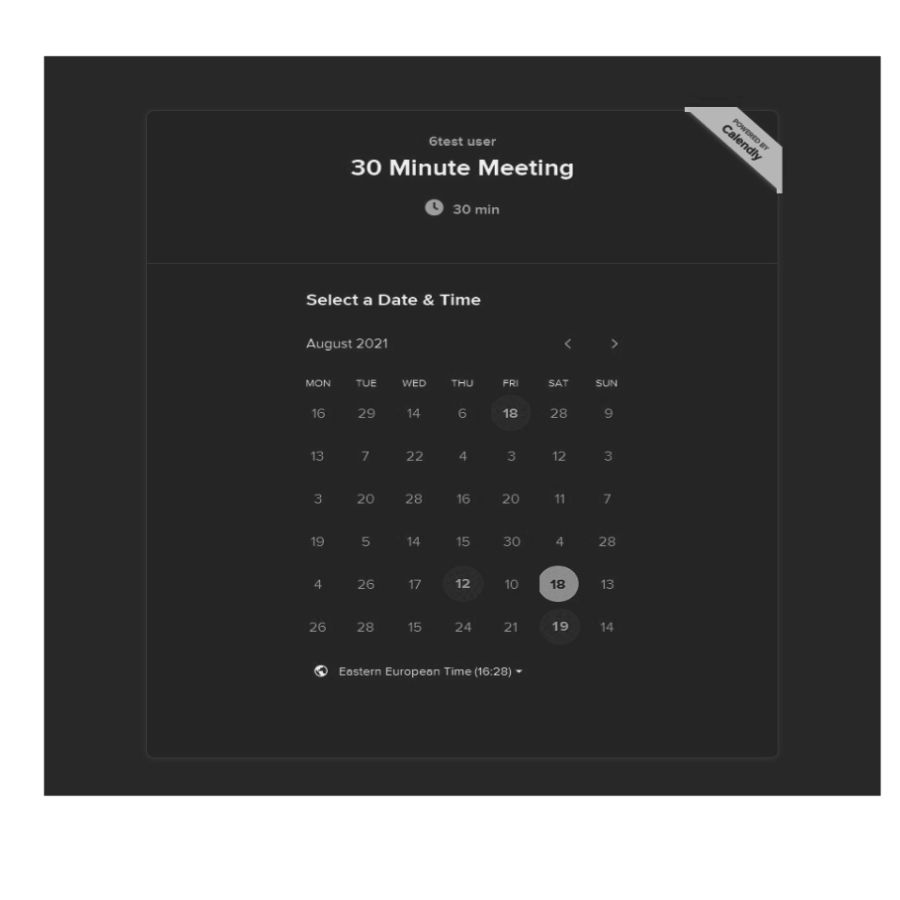 POWERED BY
Calendly
6test user
30 Minute Meeting
30 min
Select a Date & Time
August 2021
MON TUE WED THU FRI SAT SUN
16 29 14 6 18 28 9
13 7 22 4 3 12 3
3 20 28 16 20 11 7
19 5 14 15 30 4 28
4 26 17 12 10 18 13
26 28 15 24 21 19 14
Eastern European Time (16:28)